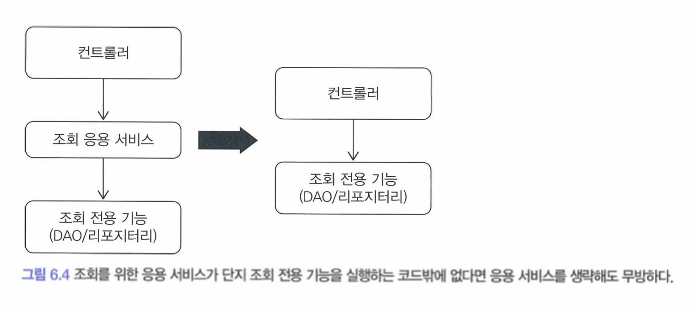 컨트롤러
조회 응용 서비스
조회 전용 기능
(DAO/리포지터리)
컨트롤러
조회 전용 기능
(DAO/리포지터리)
그림 6.4 조회를 위한 응용 서비스가 단지 조회 전용 기능을 실행하는 코드밖에 없다면 응용 서비스를 생략해도 무방하다.